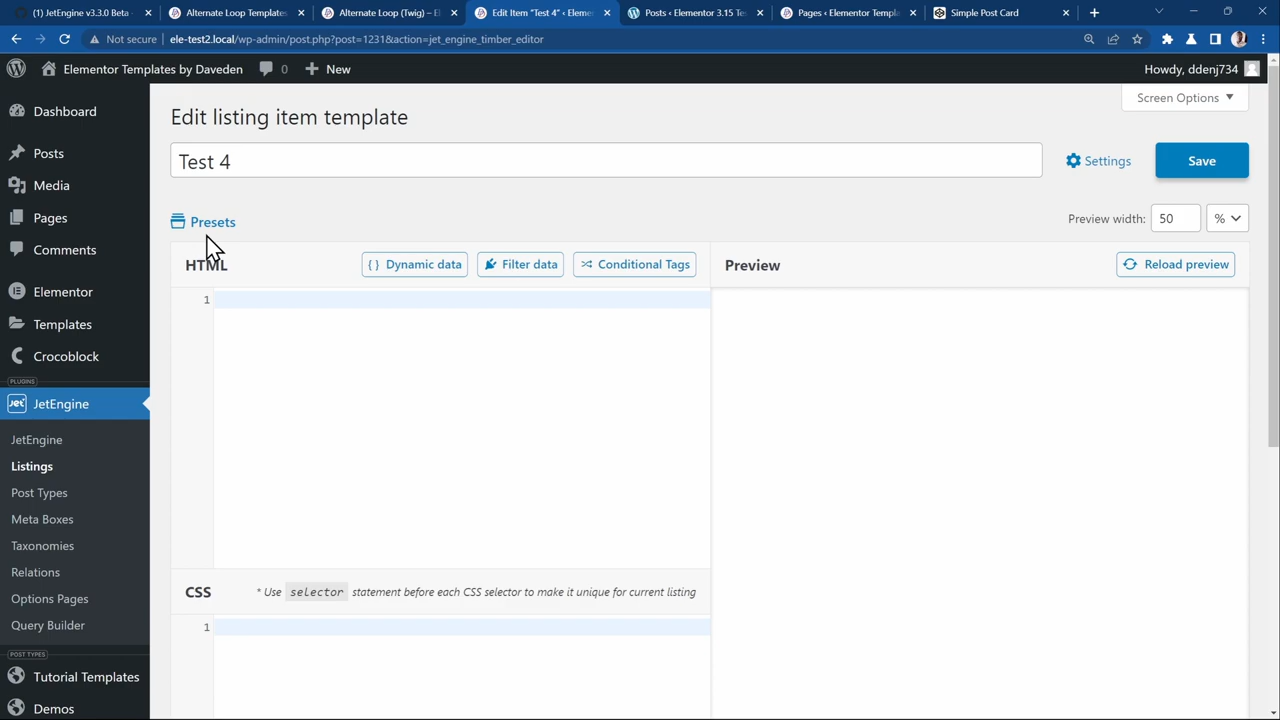 (1) JetEngine v3.3.0 Beta -
Alternate Loop Templates
Alternate Loop (Twig) – El
Edit Item "Test 4" ‹ Eleme
Posts ‹ Elementor 3.15 Te
Pages ‹ Elementor Templa
Simple Post Card
Not secure
ele-test2.local/wp-admin/post.php?post=1231&action=jet_engine_timber_editor
Elementor Templates by Daveden
0
New
Howdy, ddenj734
Dashboard
Posts
Media
Pages
Comments
Elementor
Templates
Crocoblock
PLUGINS
JetEngine
JetEngine
Listings
Post Types
Meta Boxes
Taxonomies
Relations
Options Pages
Query Builder
POST TYPES
Tutorial Templates
Demos
Screen Options
Edit listing item template
Test 4
Settings
Save
Presets
Preview width:
50
%
HTML
Dynamic data
Filter data
Conditional Tags
Preview
Reload preview
1
CSS
* Use selector statement before each CSS selector to make it unique for current listing
1